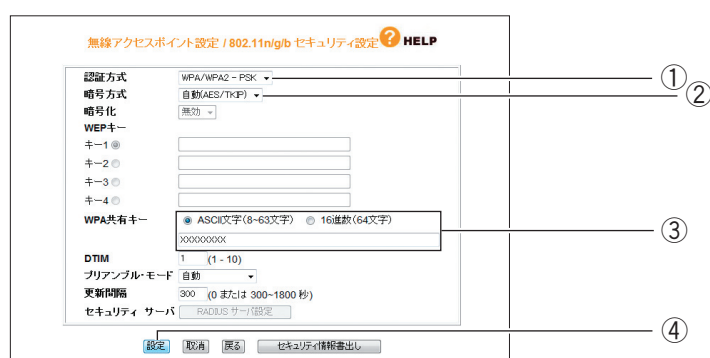 無線アクセスポイント設定 / 802.11n/g/b セキュリティ設定 ? HELP
認証方式 WPA/WPA2 - PSK ①
暗号方式 自動(AES/TKIP) ②
暗号化 無効
WEPキー
キー1
キー2
キー3
キー4
WPA共有キー ASCII文字(8~63文字) 16進数(64文字) ③
XXXXXXXX
DTIM 1 (1 - 10)
プリアンブル・モード 自動
更新間隔 300 (0 または 300~1800 秒)
セキュリティ サーバ RADIUS サーバ設定
設定 取消 戻る セキュリティ情報書出し ④